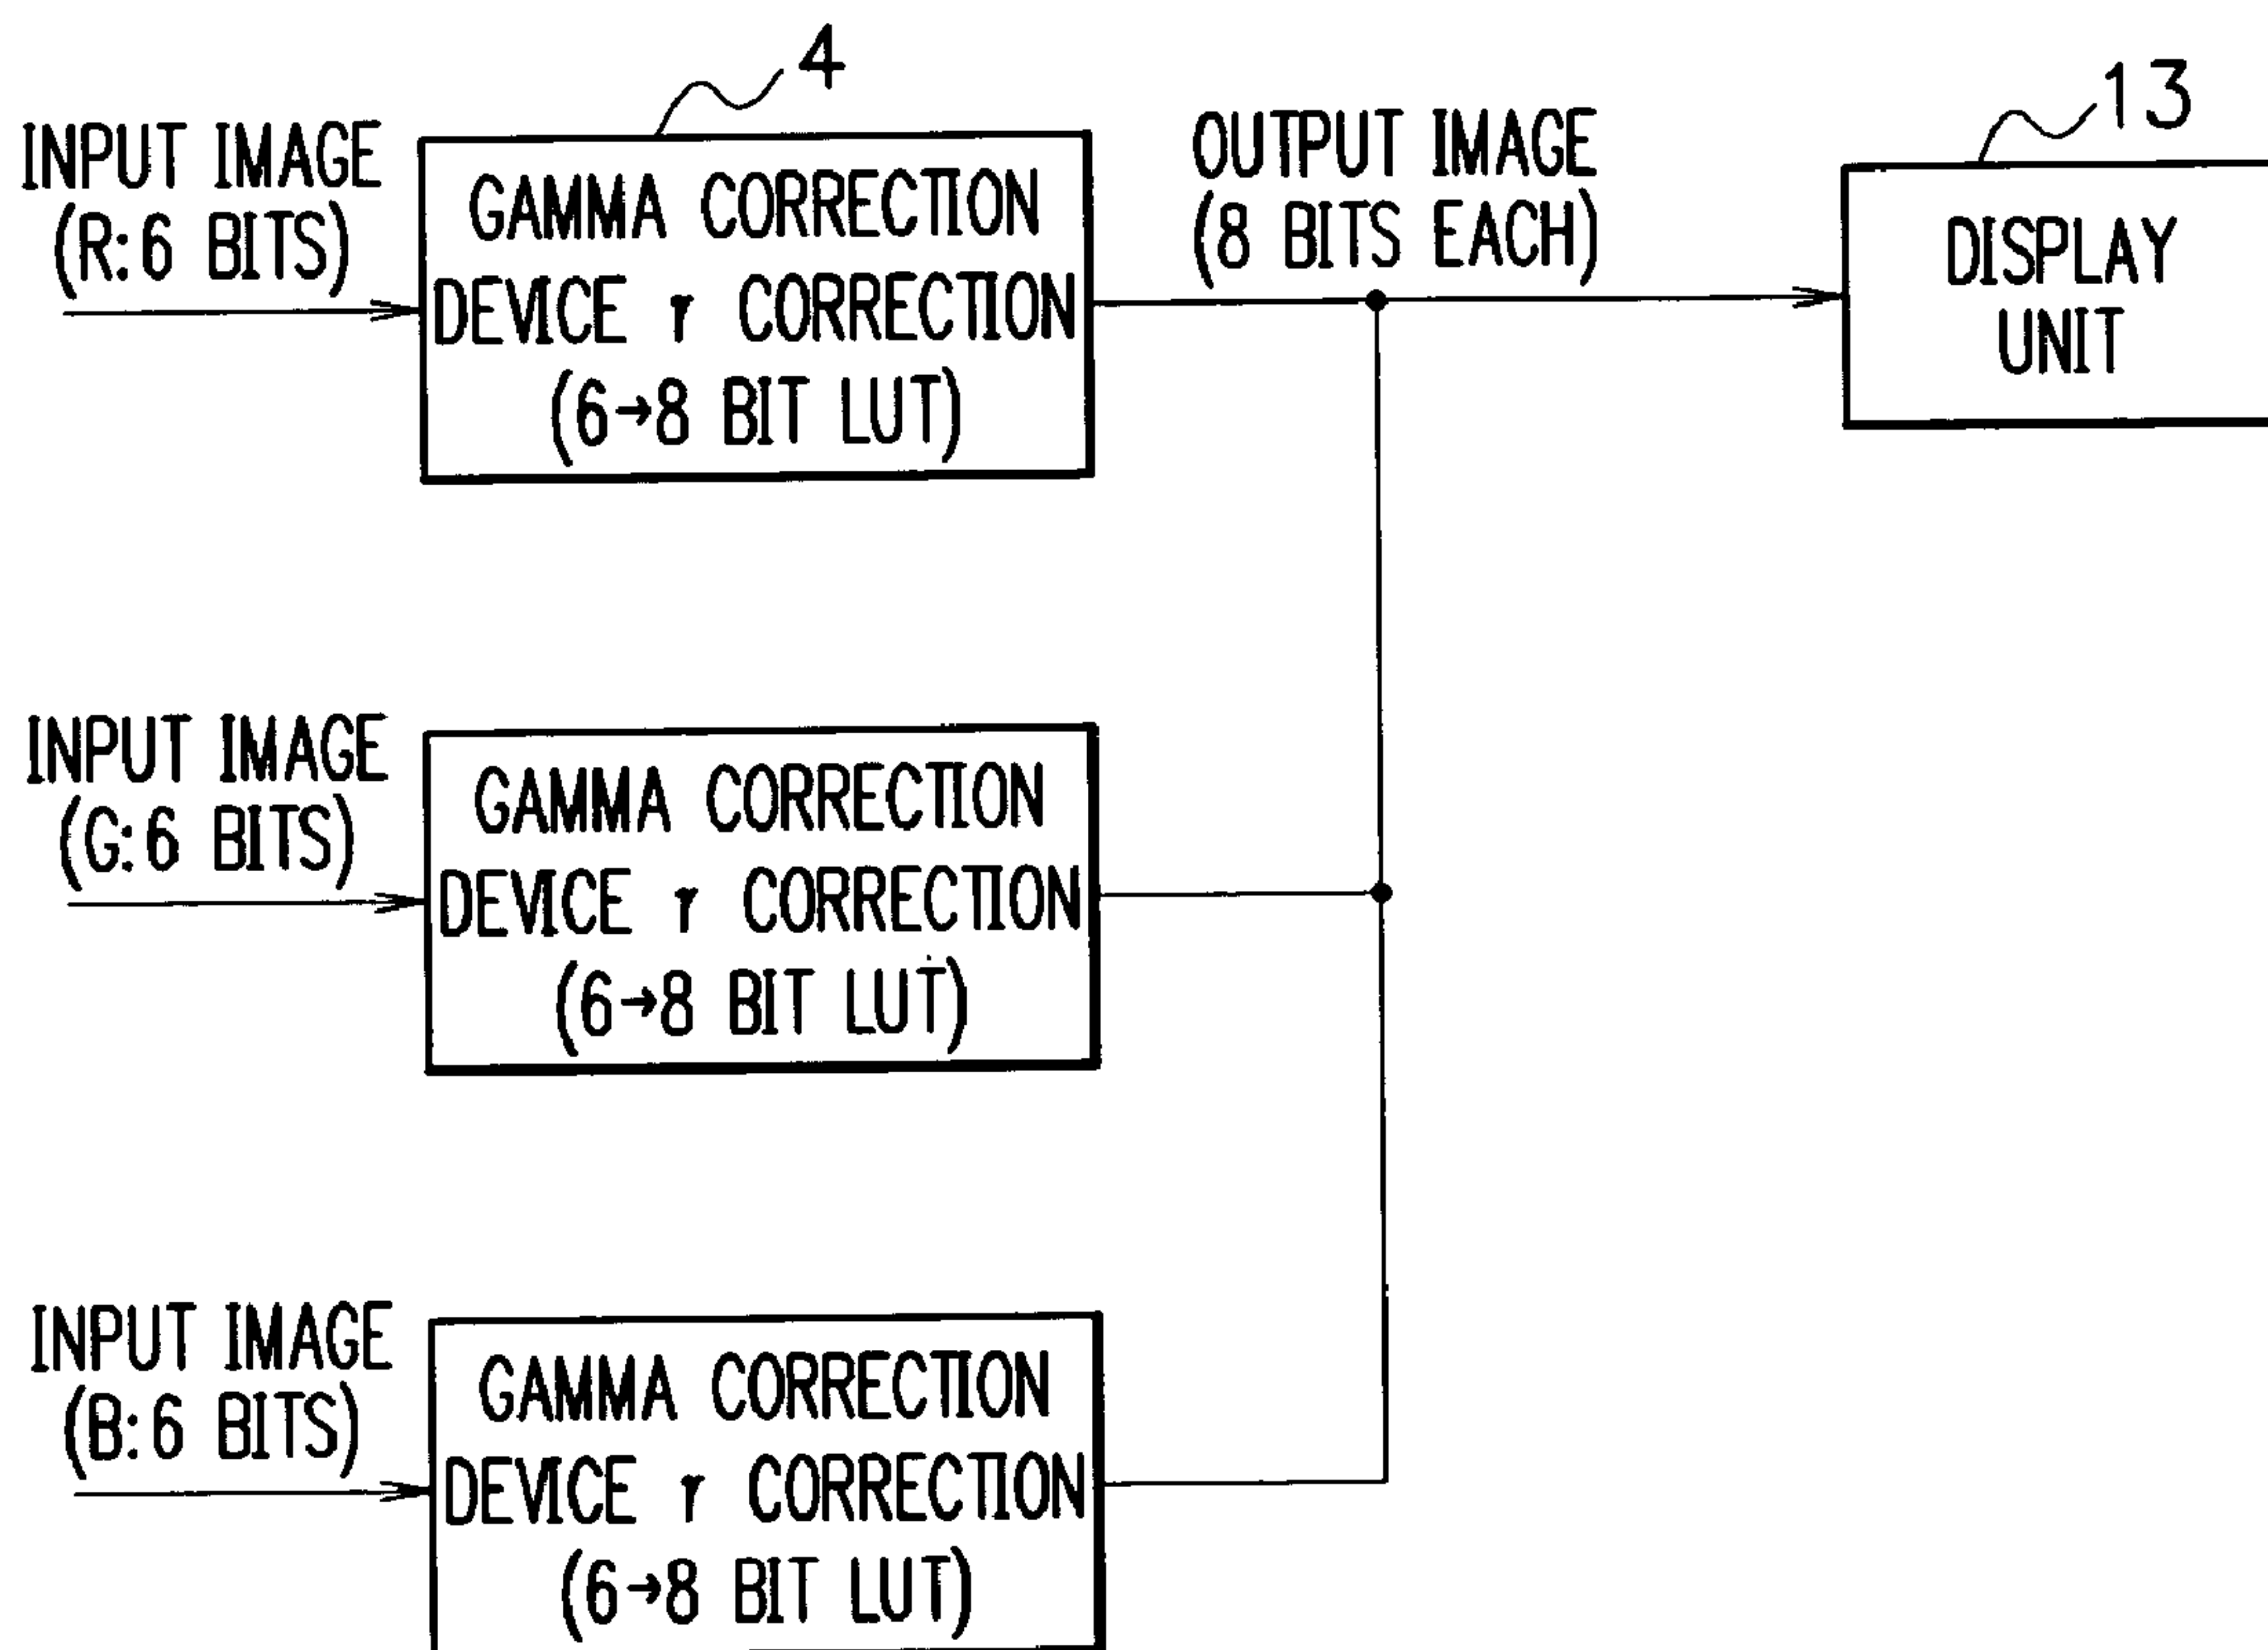 4
INPUT IMAGE
(R:6 BITS)
GAMMA CORRECTION
DEVICE γ CORRECTION
(6→8 BIT LUT)
OUTPUT IMAGE
(8 BITS EACH)
13
DISPLAY
UNIT
INPUT IMAGE
(G:6 BITS)
GAMMA CORRECTION
DEVICE γ CORRECTION
(6→8 BIT LUT)
INPUT IMAGE
(B:6 BITS)
GAMMA CORRECTION
DEVICE γ CORRECTION
(6→8 BIT LUT)